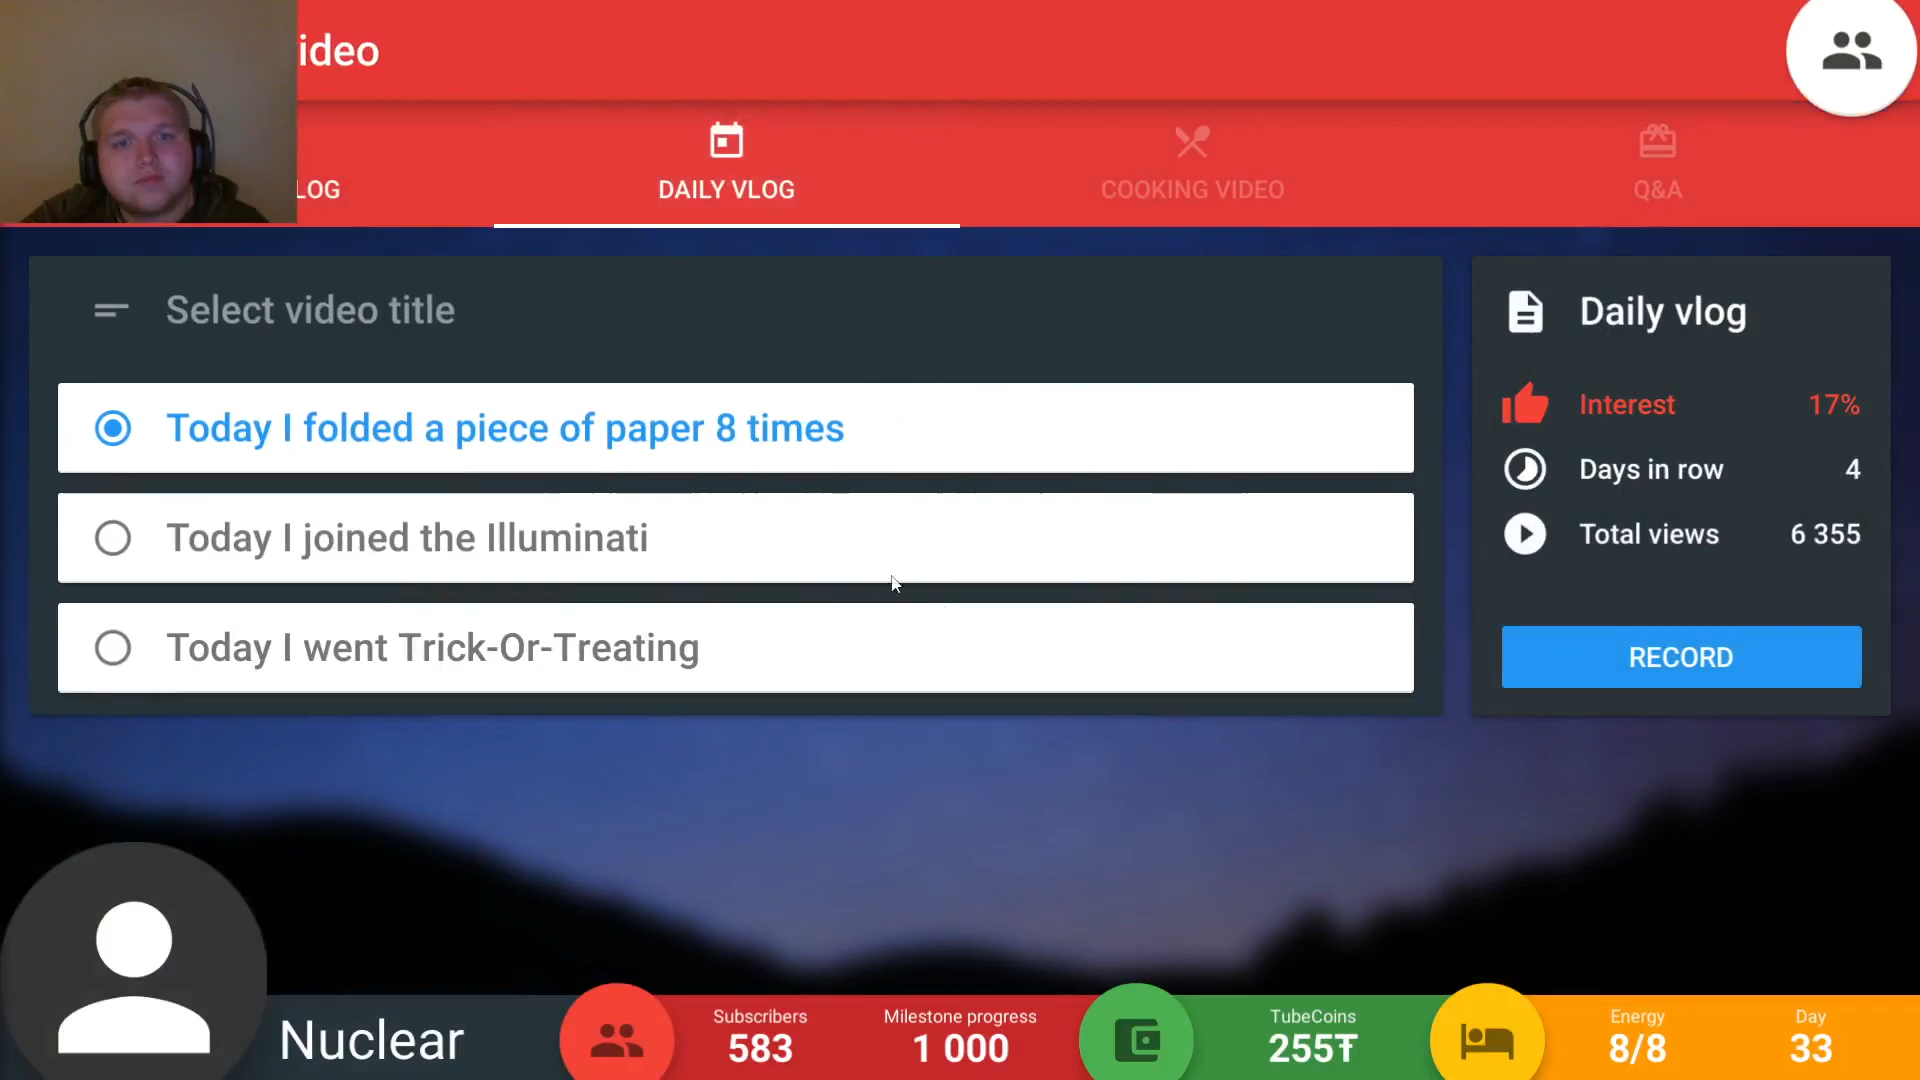 ideo
LOG
DAILY VLOG
COOKING VIDEO
Q&A
Select video title
Today I folded a piece of paper 8 times
Today I joined the Illuminati
Today I went Trick-Or-Treating
Daily vlog
Interest 17%
Days in row 4
Total views 6 355
RECORD
Nuclear
Subscribers
583
Milestone progress
1 000
TubeCoins
255₮
Energy
8/8
Day
33